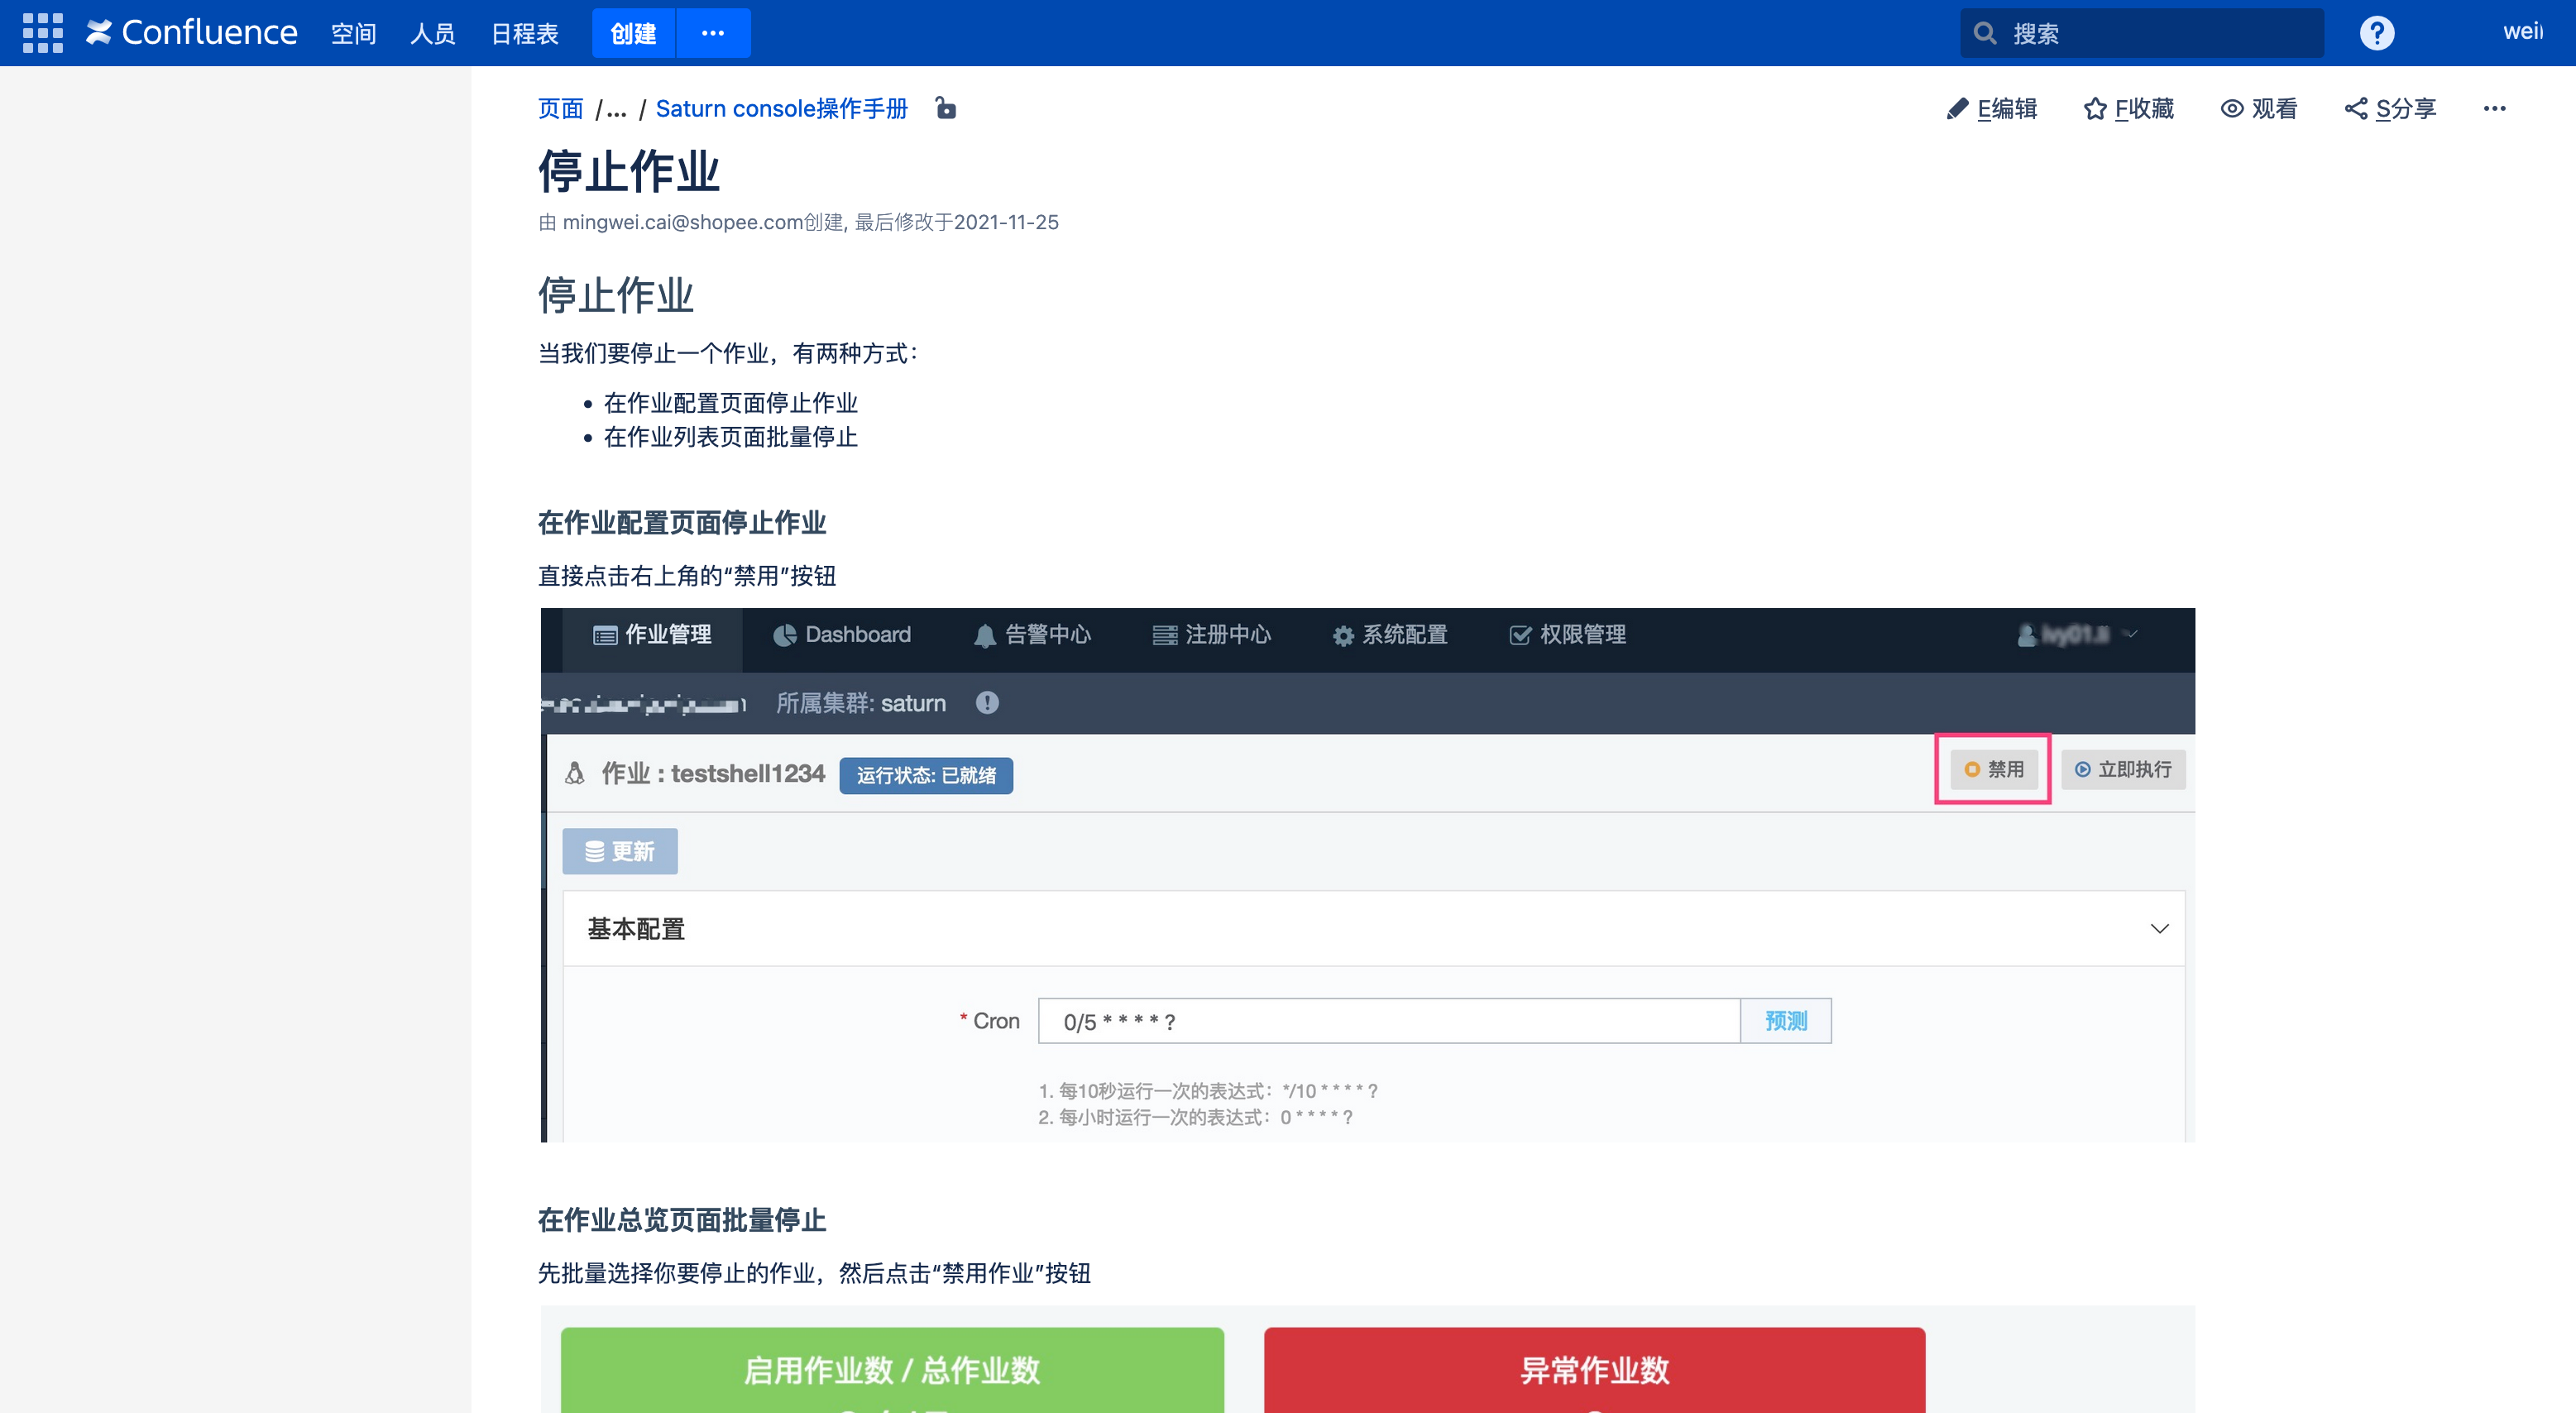 Confluence 空间 人员 日程表 创建 ··· 搜索 ?
页面 / ... / Saturn console操作手册 E编辑 F收藏 观看 S分享 ···
停止作业
由 mingwei.cai@shopee.com创建, 最后修改于2021-11-25
停止作业
当我们要停止一个作业，有两种方式：
• 在作业配置页面停止作业
• 在作业列表页面批量停止
在作业配置页面停止作业
直接点击右上角的“禁用”按钮
作业管理 Dashboard 告警中心 注册中心 系统配置 权限管理
所属集群: saturn
作业 : testshell1234 运行状态: 已就绪 禁用 立即执行
更新
基本配置
* Cron 0/5 * * * * ? 预测
1. 每10秒运行一次的表达式：*/10 * * * * ?
2. 每小时运行一次的表达式：0 * * * * ?
在作业总览页面批量停止
先批量选择你要停止的作业，然后点击“禁用作业”按钮
启用作业数 / 总作业数 异常作业数